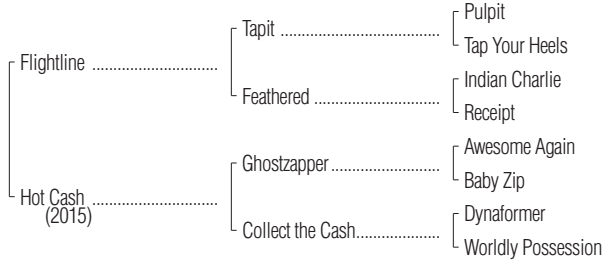 Pulpit
Tapit ..............................
Tap Your Heels
Flightline ..............................
Indian Charlie
Feathered ..............................
Receipt
Awesome Again
Ghostzapper..........................
Baby Zip
Hot Cash ..............................
(2015)
Dynaformer
Collect the Cash....................
Worldly Possession